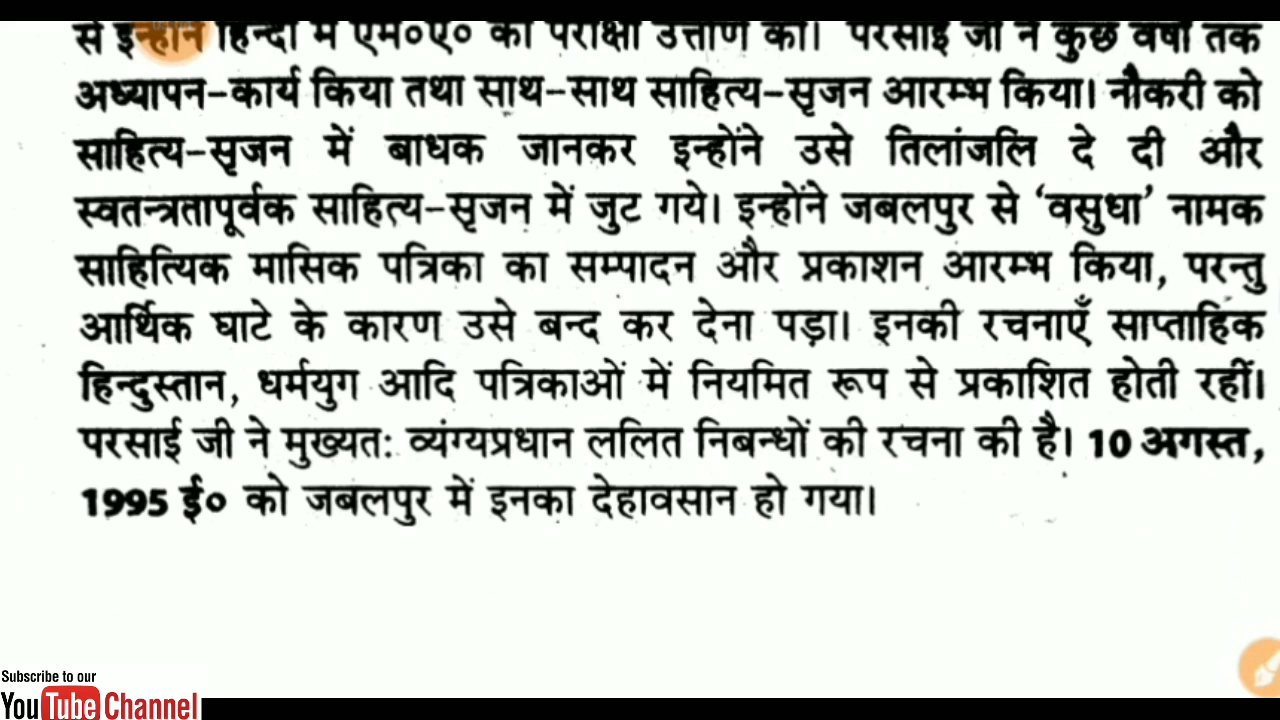 से इन्होंने हिन्दी में एम०ए० की परीक्षा उत्तीर्ण की। परसाई जी ने कुछ वर्षों तक
अध्यापन-कार्य किया तथा साथ-साथ साहित्य-सृजन आरम्भ किया। नौकरी को
साहित्य-सृजन में बाधक जानकर इन्होंने उसे तिलांजलि दे दी और
स्वतन्त्रतापूर्वक साहित्य-सृजन में जुट गये। इन्होंने जबलपुर से ‘वसुधा’ नामक
साहित्यिक मासिक पत्रिका का सम्पादन और प्रकाशन आरम्भ किया, परन्तु
आर्थिक घाटे के कारण उसे बन्द कर देना पड़ा। इनकी रचनाएँ साप्ताहिक
हिन्दुस्तान, धर्मयुग आदि पत्रिकाओं में नियमित रूप से प्रकाशित होती रहीं।
परसाई जी ने मुख्यतः व्यंग्यप्रधान ललित निबन्धों की रचना की है। 10 अगस्त,
1995 ई० को जबलपुर में इनका देहावसान हो गया।
Subscribe to our
YouTube Channel